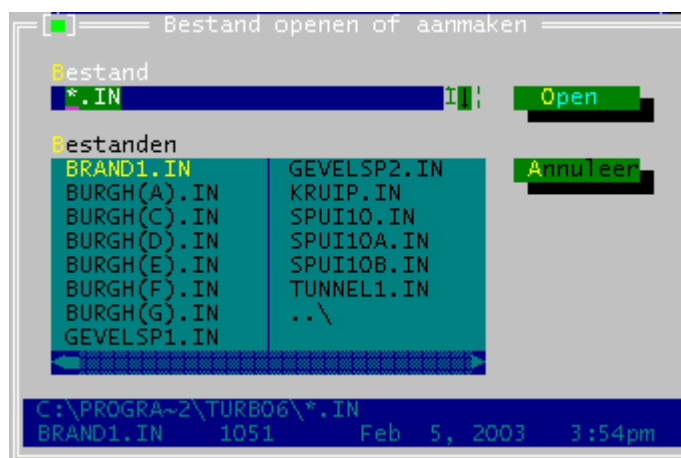 Bestand openen of aanmaken
Bestand
*.IN
Open
Bestanden
Annuleer
BRAND1.IN
BURGH(A).IN
BURGH(C).IN
BURGH(D).IN
BURGH(E).IN
BURGH(F).IN
BURGH(G).IN
GEVELSP1.IN
GEVELSP2.IN
KRUIP.IN
SPUI10.IN
SPUI10A.IN
SPUI10B.IN
TUNNEL1.IN
..\
C:\PROGRA~2\TURBO6\*.IN
BRAND1.IN 1051 Feb 5, 2003 3:54pm